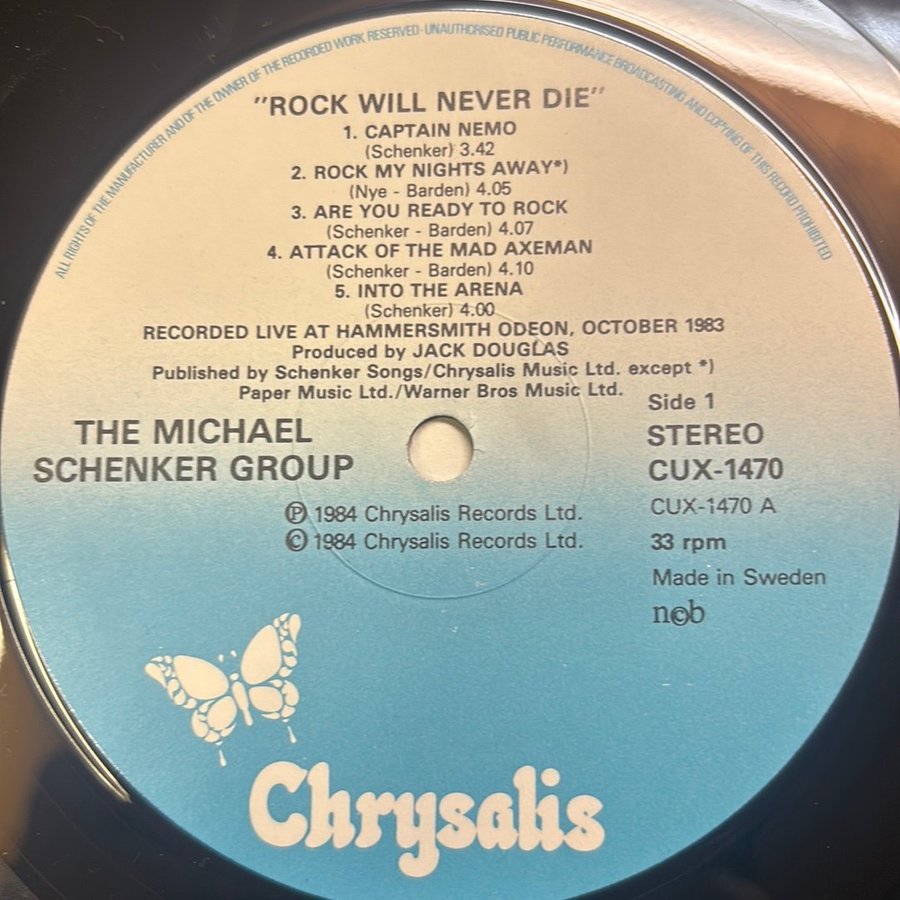 ALL RIGHTS OF THE MANUFACTURER AND OF THE OWNER OF THE RECORDED WORK RESERVED · UNAUTHORISED PUBLIC PERFORMANCE BROADCASTING AND COPYING OF THIS RECORD PROHIBITED
"ROCK WILL NEVER DIE"
1. CAPTAIN NEMO
(Schenker) 3.42
2. ROCK MY NIGHTS AWAY*)
(Nye - Barden) 4.05
3. ARE YOU READY TO ROCK
(Schenker - Barden) 4.07
4. ATTACK OF THE MAD AXEMAN
(Schenker - Barden) 4.10
5. INTO THE ARENA
(Schenker) 4.00
RECORDED LIVE AT HAMMERSMITH ODEON, OCTOBER 1983
Produced by JACK DOUGLAS
Published by Schenker Songs/Chrysalis Music Ltd. except *)
Paper Music Ltd./Warner Bros Music Ltd.
THE MICHAEL
SCHENKER GROUP
Side 1
STEREO
CUX-1470
CUX-1470 A
33 rpm
Made in Sweden
n©b
℗ 1984 Chrysalis Records Ltd.
© 1984 Chrysalis Records Ltd.
Chrysalis